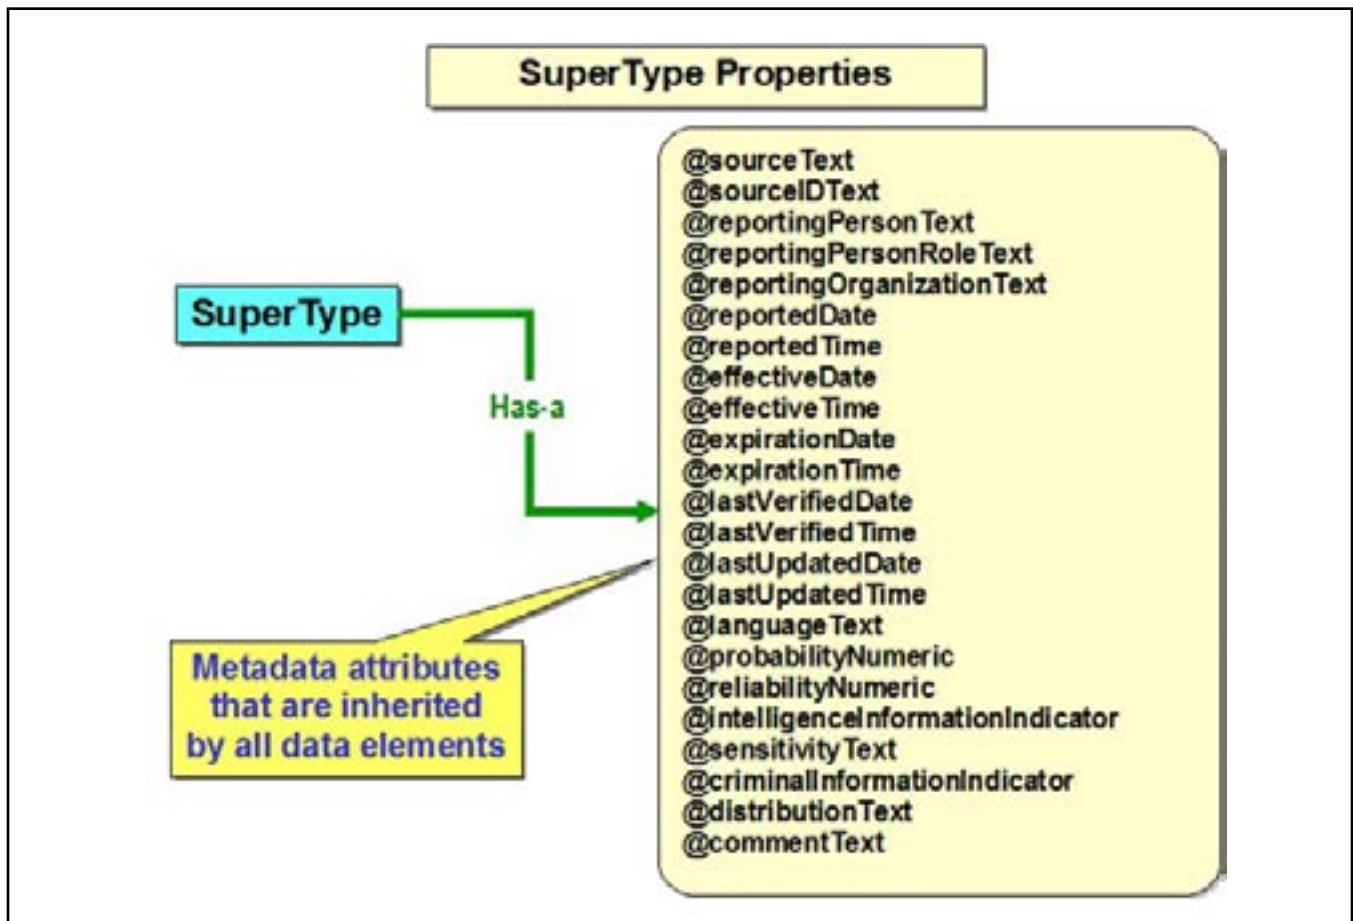 SuperType Properties
@sourceText
@sourceIDText
@reportingPersonText
@reportingPersonRoleText
@reportingOrganizationText
@reportedDate
@reportedTime
@effectiveDate
@effectiveTime
@expirationDate
@expirationTime
@lastVerifiedDate
@lastVerifiedTime
@lastUpdatedDate
@lastUpdatedTime
@languageText
@probabilityNumeric
@reliabilityNumeric
@intelligenceInformationIndicator
@sensitivityText
@criminalInformationIndicator
@distributionText
@commentText
SuperType
Has-a
Metadata attributes
that are inherited
by all data elements